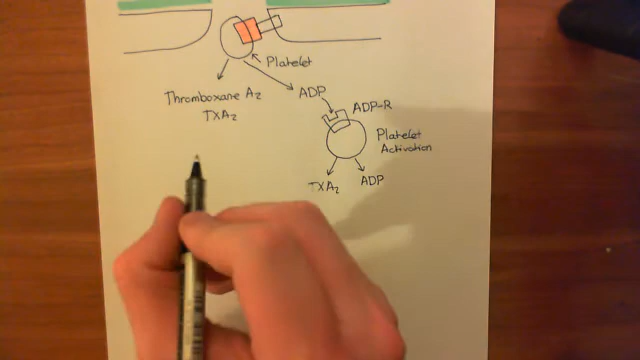 Platelet
Thromboxane A2
TXA2
ADP
ADP-R
Platelet
Activation
TXA2
ADP